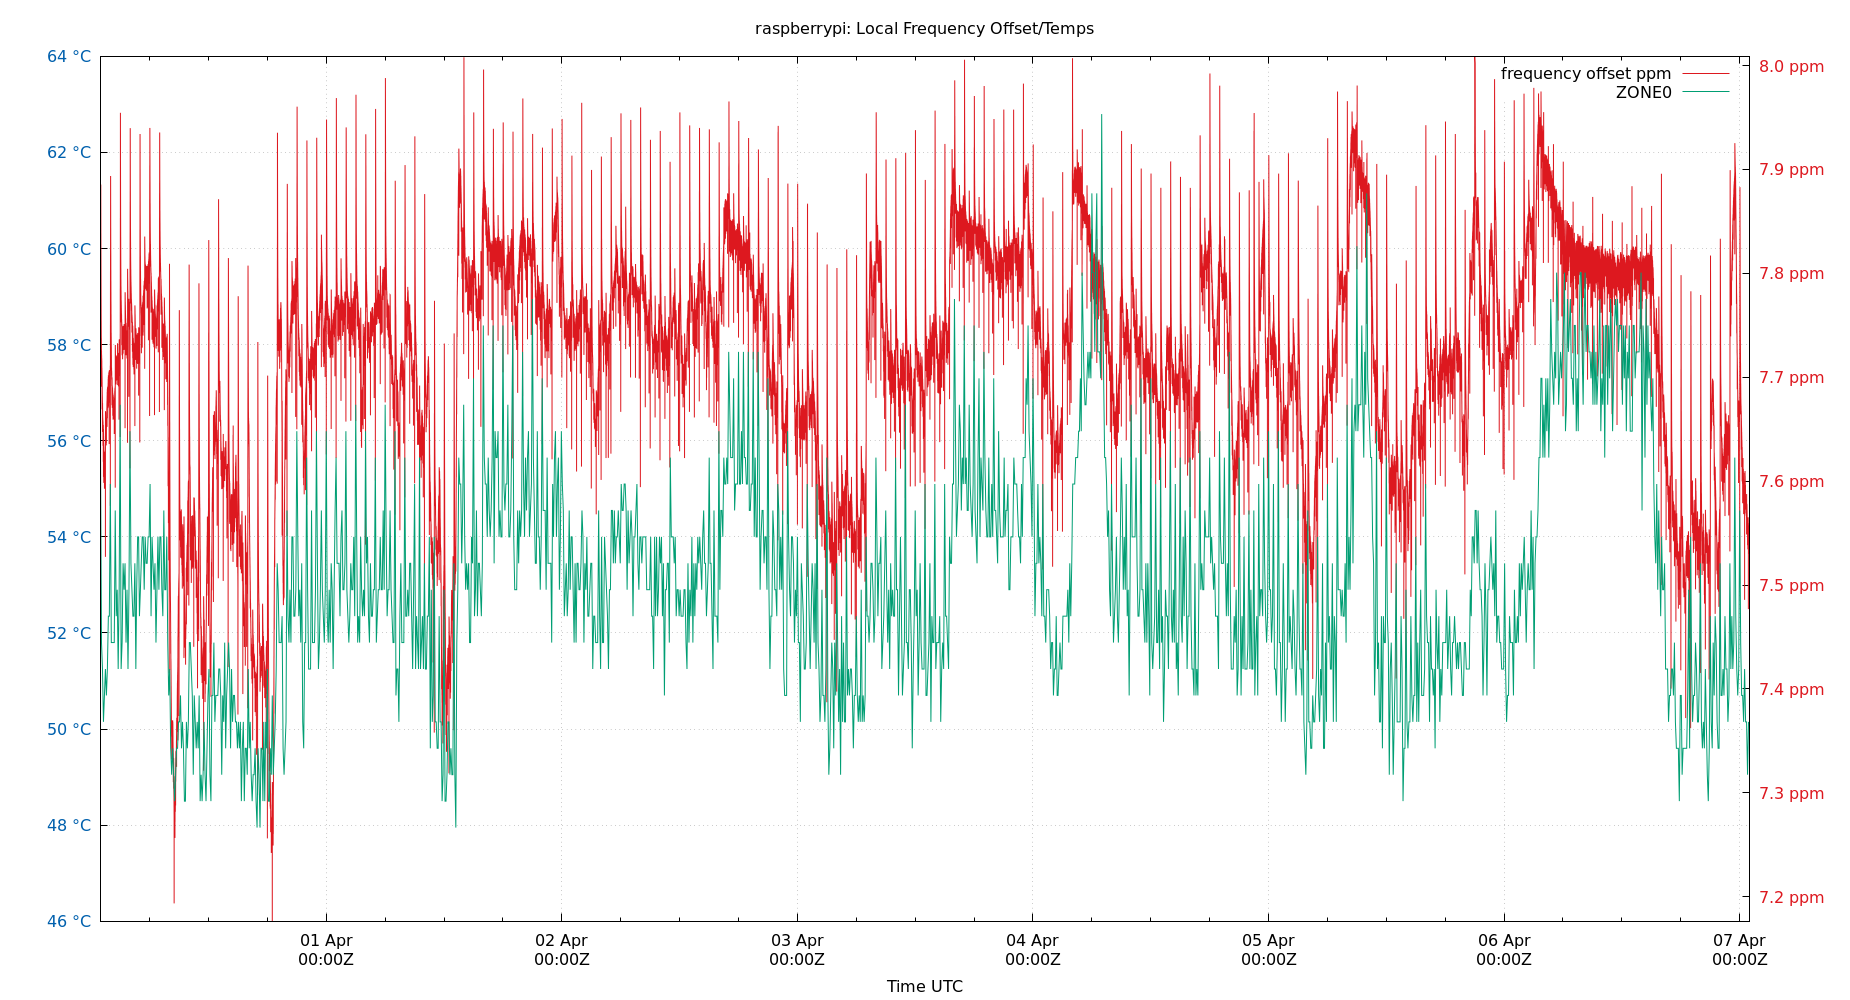 raspberrypi: Local Frequency Offset/Temps
frequency offset ppm
ZONE0
64 °C
62 °C
60 °C
58 °C
56 °C
54 °C
52 °C
50 °C
48 °C
46 °C
8.0 ppm
7.9 ppm
7.8 ppm
7.7 ppm
7.6 ppm
7.5 ppm
7.4 ppm
7.3 ppm
7.2 ppm
01 Apr
00:00Z
02 Apr
00:00Z
03 Apr
00:00Z
04 Apr
00:00Z
05 Apr
00:00Z
06 Apr
00:00Z
07 Apr
00:00Z
Time UTC